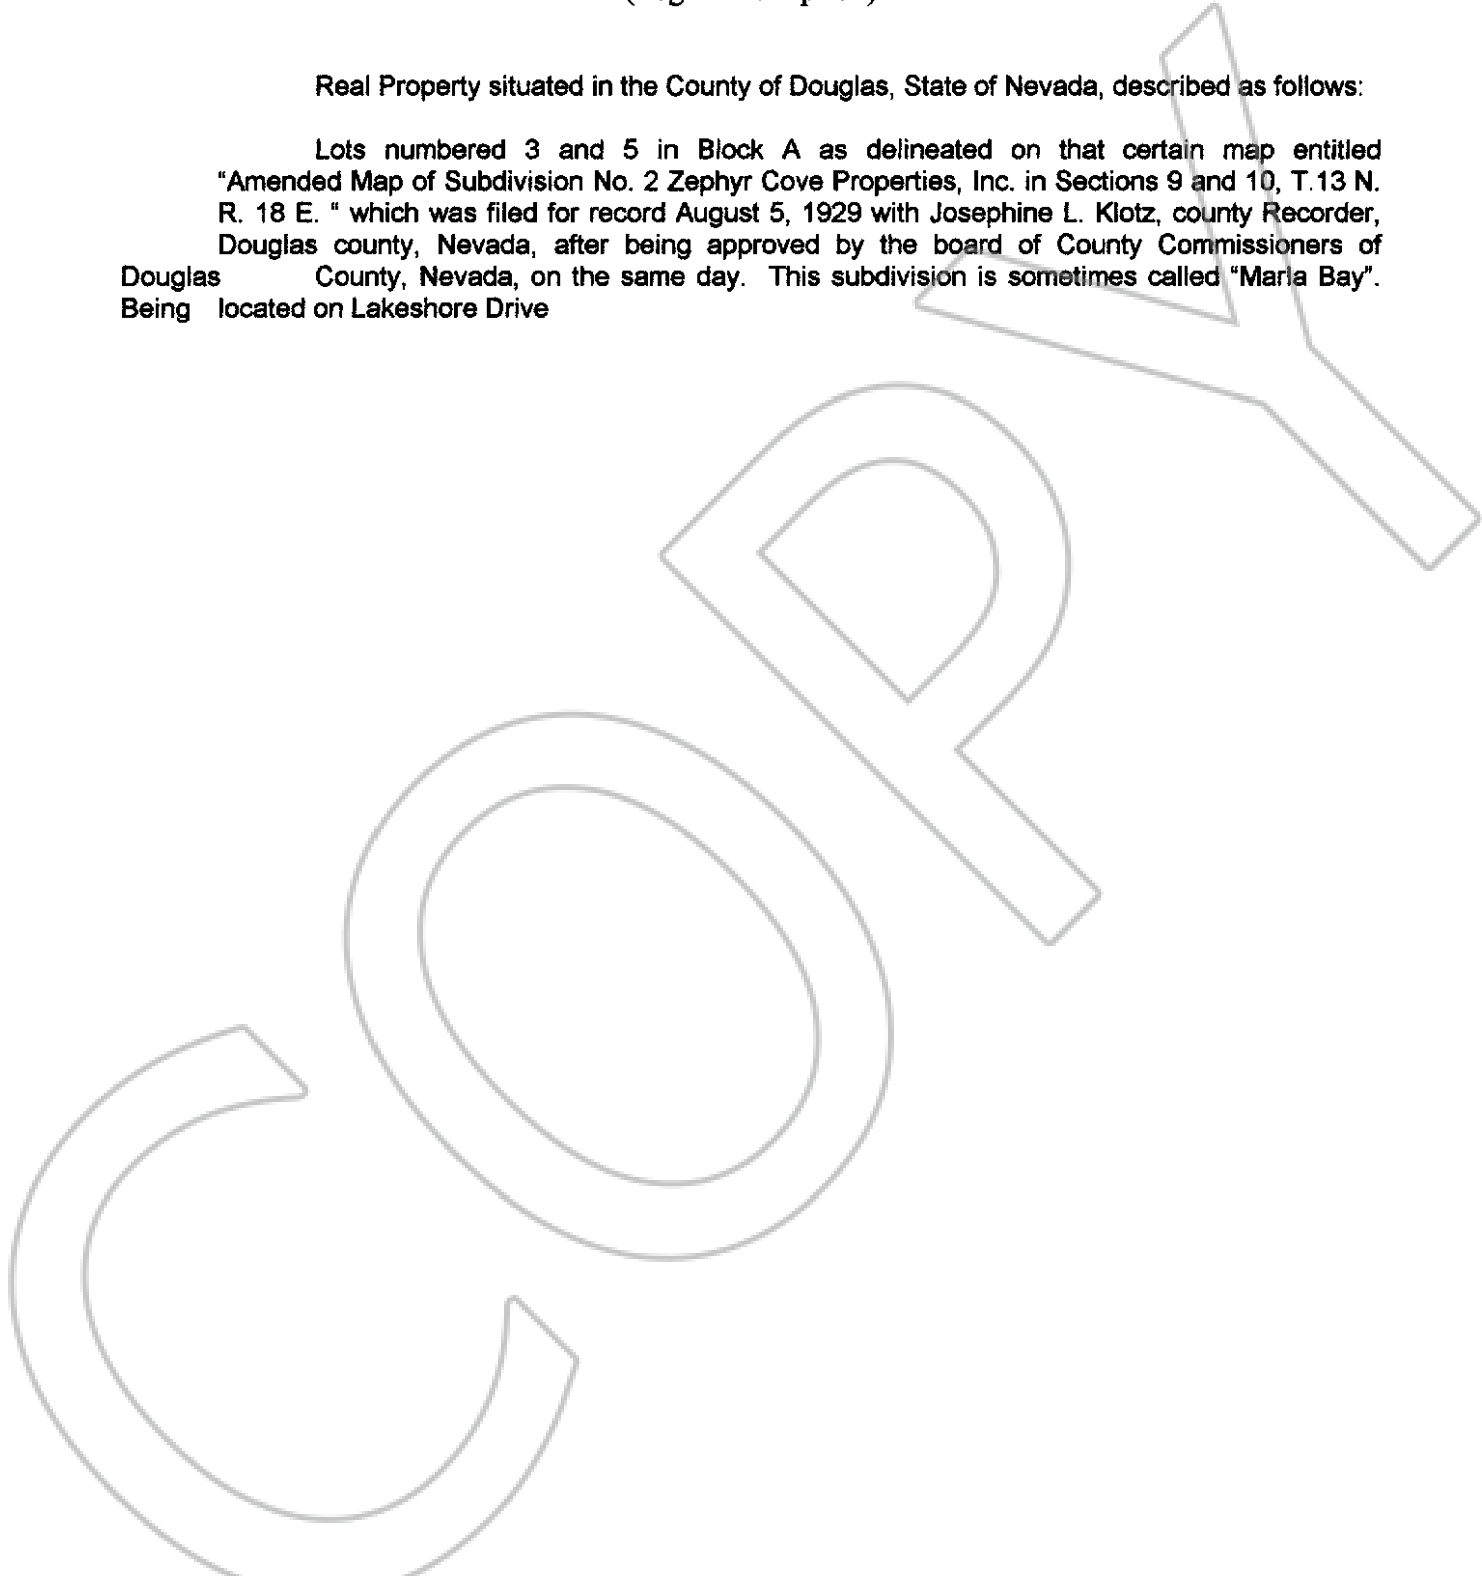 Real Property situated in the County of Douglas, State of Nevada, described as follows:
Lots numbered 3 and 5 in Block A as delineated on that certain map entitled
“Amended Map of Subdivision No. 2 Zephyr Cove Properties, Inc. in Sections 9 and 10, T.13 N.
R. 18 E. “ which was filed for record August 5, 1929 with Josephine L. Klotz, county Recorder,
Douglas county, Nevada, after being approved by the board of County Commissioners of
Douglas County, Nevada, on the same day. This subdivision is sometimes called “Marla Bay”.
Being located on Lakeshore Drive
COPY